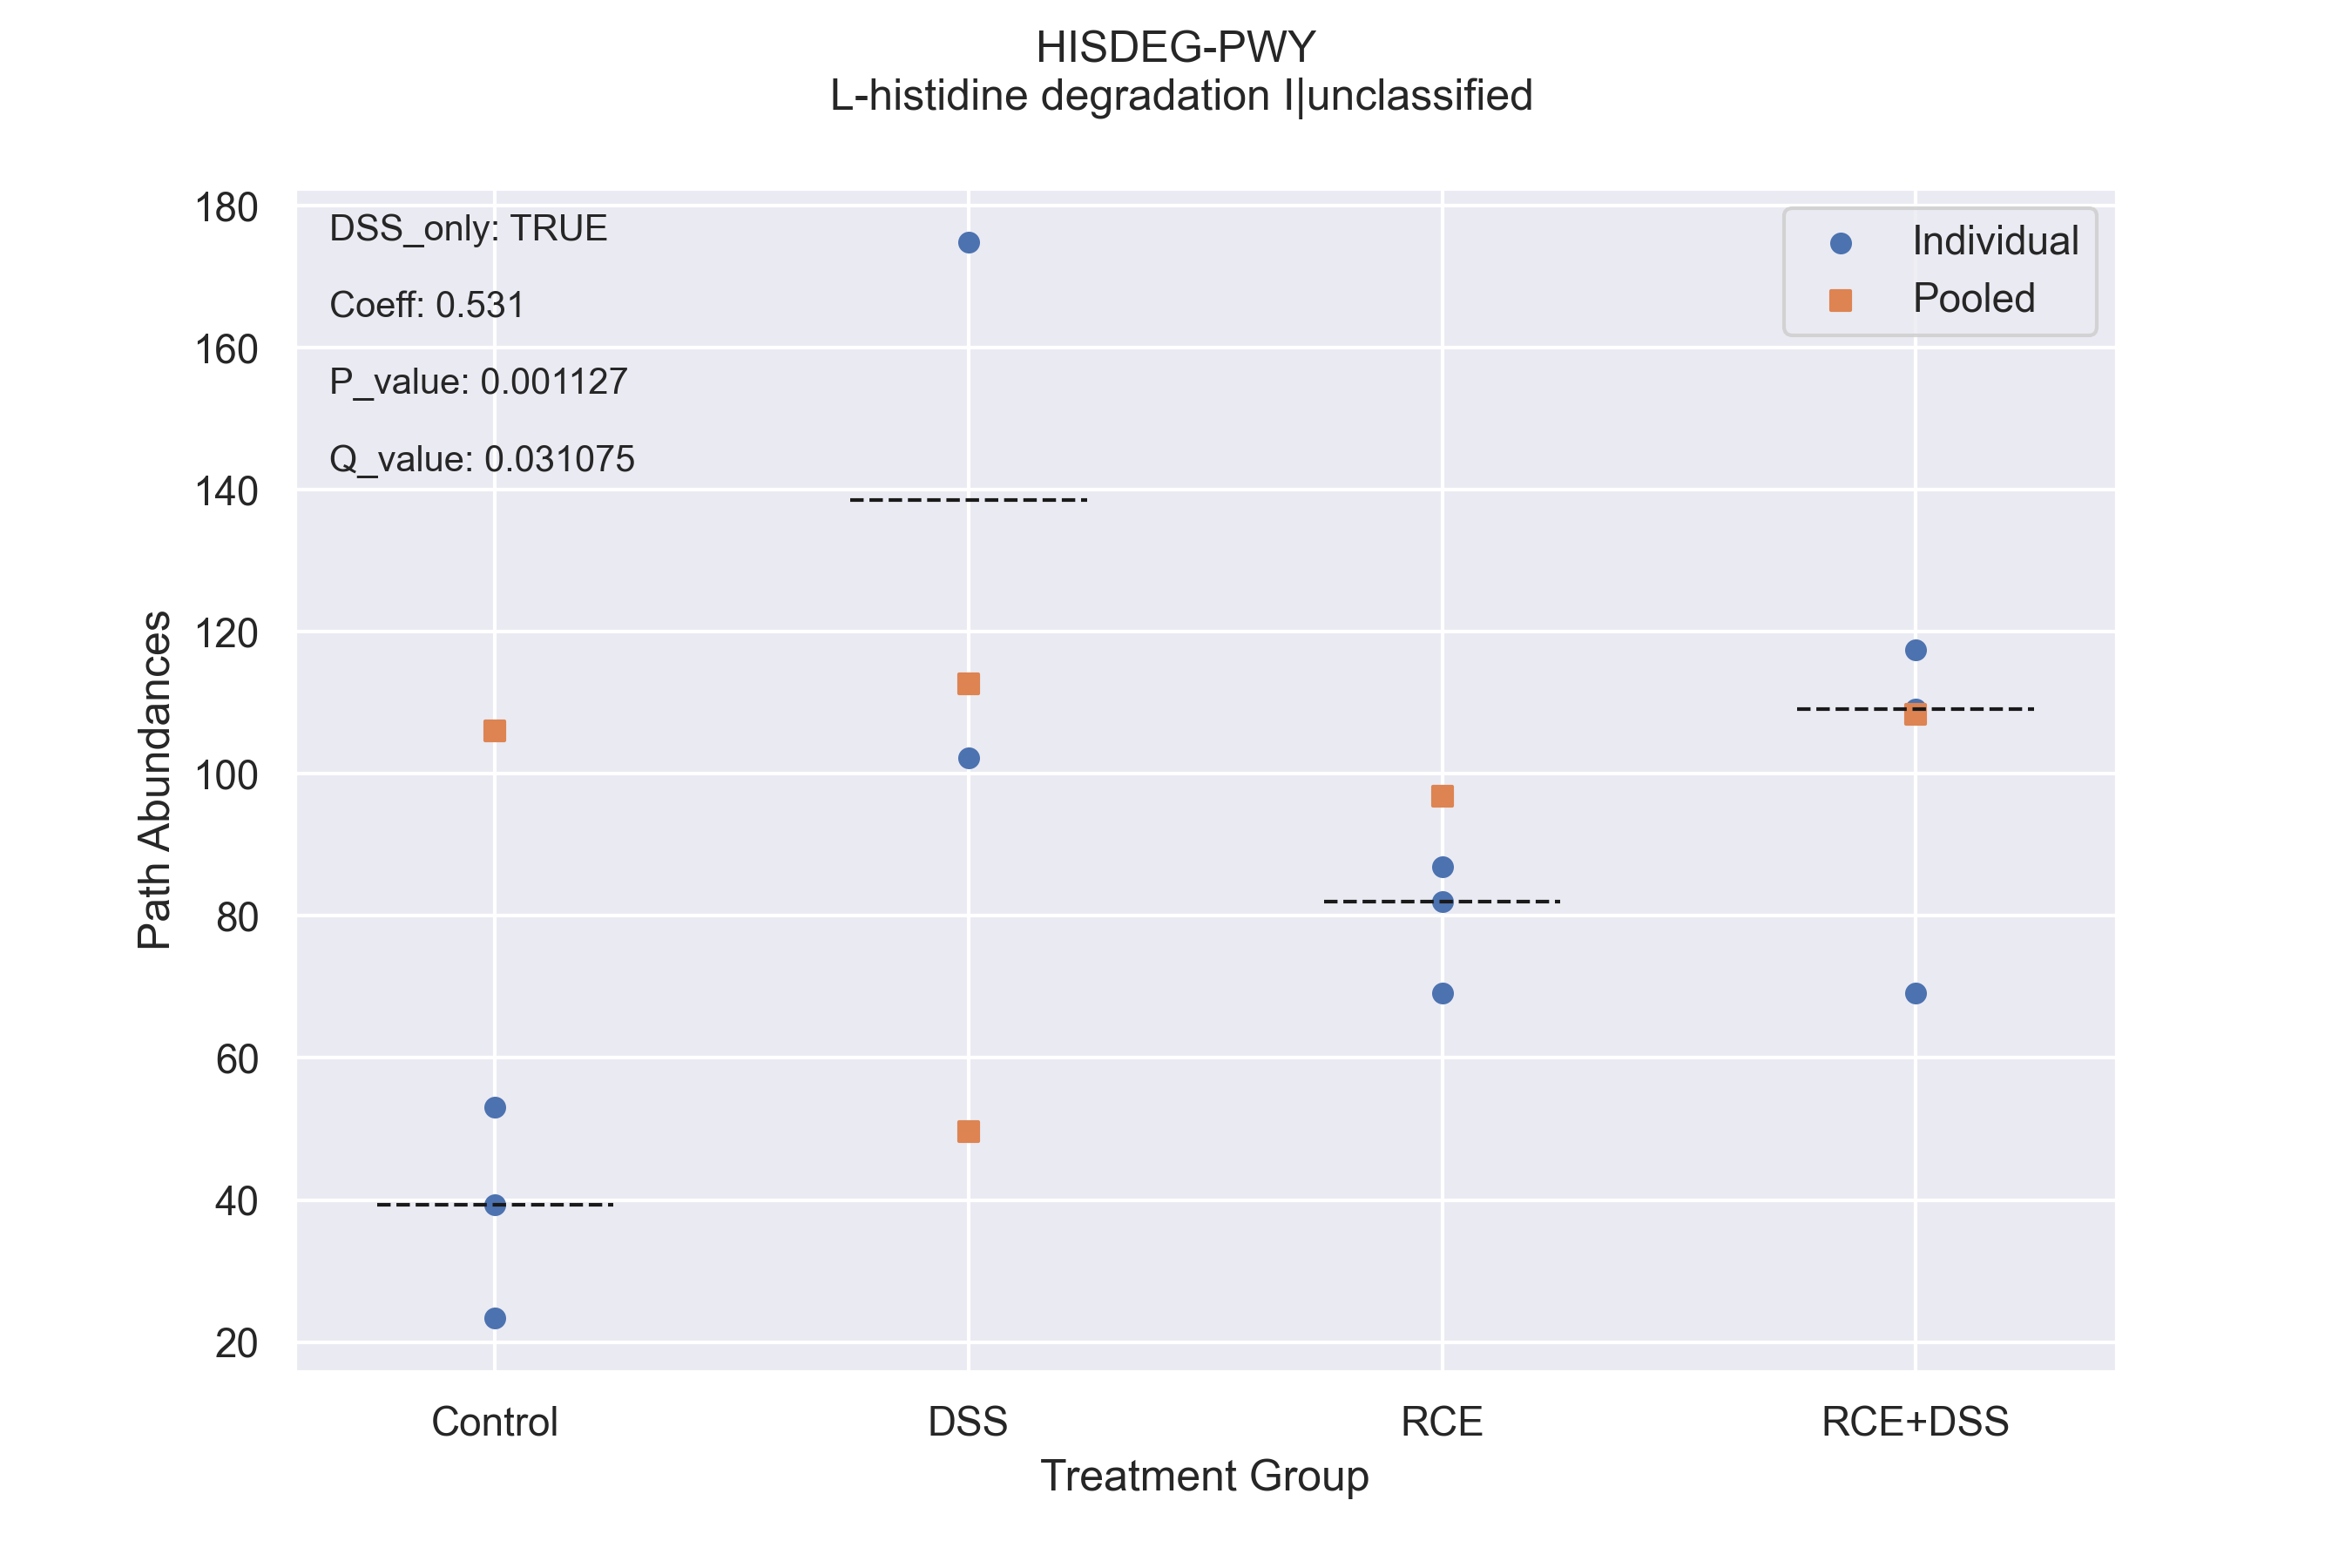 HISDEG-PWY
L-histidine degradation I|unclassified
DSS_only: TRUE
Coeff: 0.531
P_value: 0.001127
Q_value: 0.031075
Individual
Pooled
180
160
140
120
100
80
60
40
20
Path Abundances
Control
DSS
RCE
RCE+DSS
Treatment Group